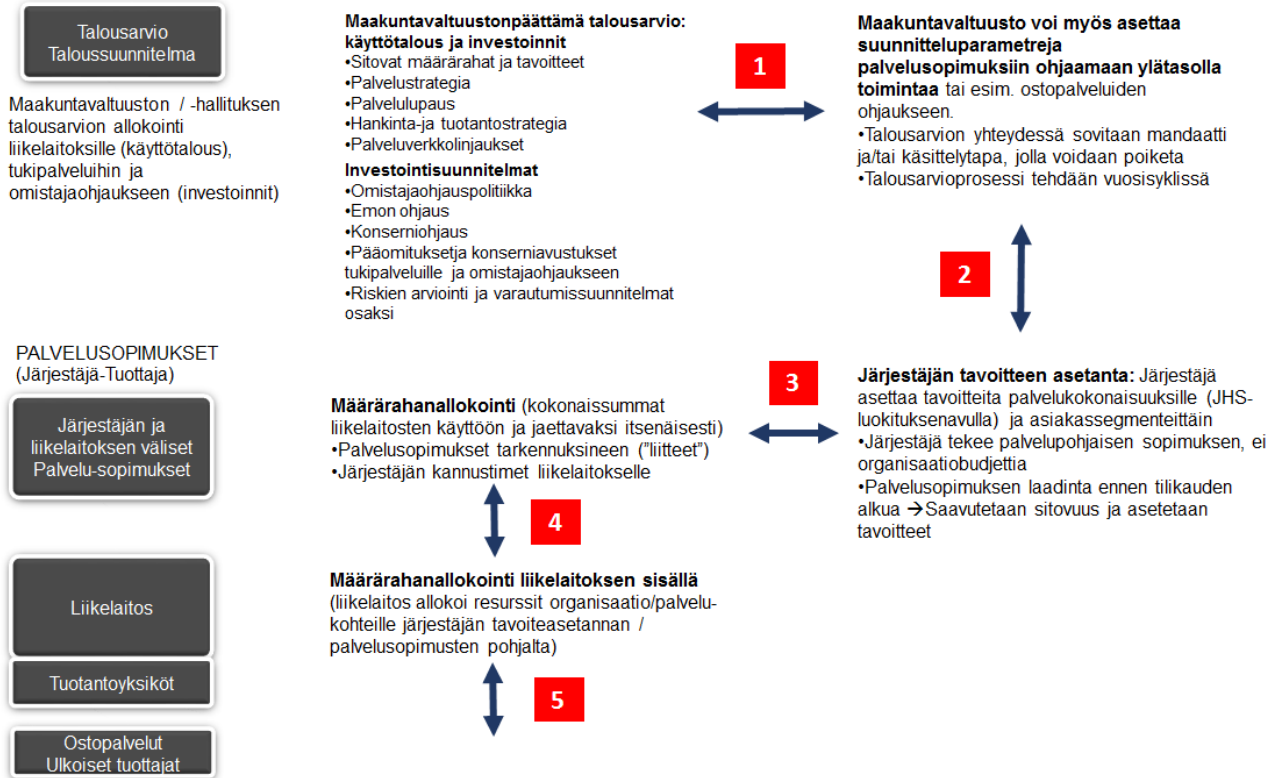 Talousarvio
Taloussuunnitelma
Maakuntavaltuuston / -hallituksen
talousarvion allokointi
liikelaitoksille (käyttötalous),
tukipalveluihin ja
omistajaohjaukseen (investoinnit)
Maakuntavaltuustonpäättämä talousarvio:
käyttötalous ja investoinnit
•Sitovat määrärahat ja tavoitteet
•Palvelustrategia
•Palvelulupaus
•Hankinta-ja tuotantostrategia
•Palveluverkkolinjaukset
Investointisuunnitelmat
•Omistajaohjauspolitiikka
•Emon ohjaus
•Konserniohjaus
•Pääomituksetja konserniavustukset
tukipalveluille ja omistajaohjaukseen
•Riskien arviointi ja varautumissuunnitelmat
osaksi
1
Maakuntavaltuusto voi myös asettaa
suunnitteluparametreja
palvelusopimuksiin ohjaamaan ylätasolla
toimintaa tai esim. ostopalveluiden
ohjaukseen.
•Talousarvion yhteydessä sovitaan mandaatti
ja/tai käsittelytapa, jolla voidaan poiketa
•Talousarvioprosessi tehdään vuosisyklissä
2
PALVELUSOPIMUKSET
(Järjestäjä-Tuottaja)
Järjestäjän ja
liikelaitoksen väliset
Palvelu-sopimukset
Määrärahanallokointi (kokonaissummat
liikelaitosten käyttöön ja jaettavaksi itsenäisesti)
•Palvelusopimukset tarkennuksineen (”liitteet”)
•Järjestäjän kannustimet liikelaitokselle
3
Järjestäjän tavoitteen asetanta: Järjestäjä
asettaa tavoitteita palvelukokonaisuuksille (JHS-
luokituksenavulla) ja asiakassegmenteittäin
•Järjestäjä tekee palvelupohjaisen sopimuksen, ei
organisaatiobudjettia
•Palvelusopimuksen laadinta ennen tilikauden
alkua →Saavutetaan sitovuus ja asetetaan
tavoitteet
4
Liikelaitos
Määrärahanallokointi liikelaitoksen sisällä
(liikelaitos allokoi resurssit organisaatio/palvelu-
kohteille järjestäjän tavoiteasetannan /
palvelusopimusten pohjalta)
Tuotantoyksiköt
5
Ostopalvelut
Ulkoiset tuottajat